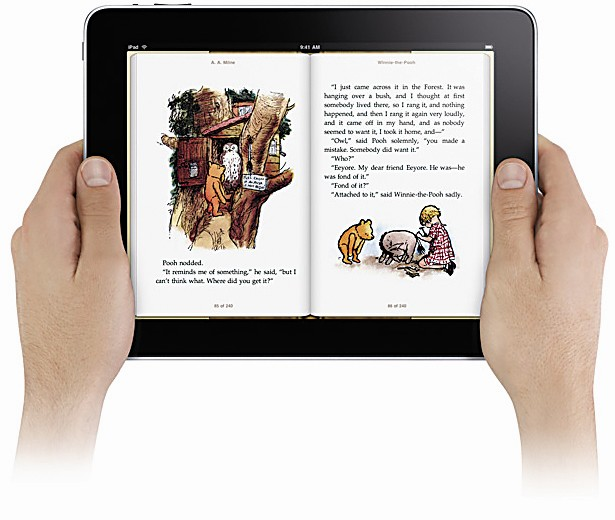 iPad 9:41 AM
A. A. Milne
Pooh nodded.
"It reminds me of something," he said, "but I
can't think what. Where did you get it?"
65 of 240
Winnie-the-Pooh
"I just came across it in the Forest. It was
hanging over a bush, and I thought at first
somebody lived there, so I rang it, and nothing
happened, and then I rang it again very loudly,
and it came off in my hand, and as nobody
seemed to want it, I took it home, and—"
"Owl," said Pooh solemnly, "you made a
mistake. Somebody did want it."
"Who?"
"Eeyore. My dear friend Eeyore. He was—he
was fond of it."
"Fond of it?"
"Attached to it," said Winnie-the-Pooh sadly.
66 of 240